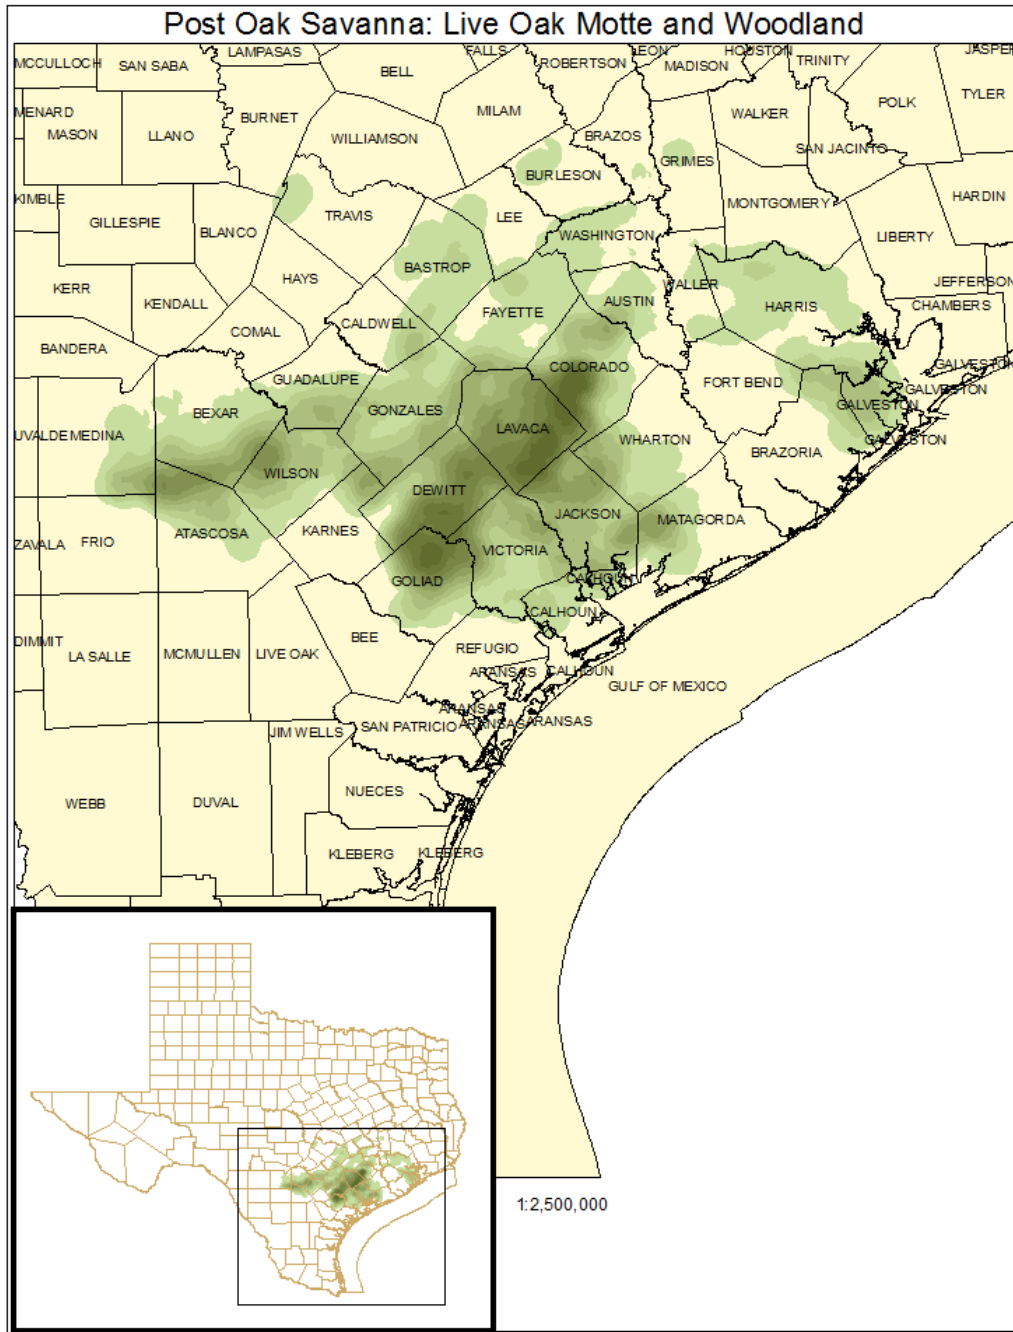 Post Oak Savanna: Live Oak Motte and Woodland
LAMPASAS
FALLS
LEON
HOUSTON
JASPER
MCCULLOCH
SAN SABA
BELL
ROBERTSON
MADISON
TRINITY
MENARD
MASON
LLANO
BURNET
WILLIAMSON
MILAM
BRAZOS
WALKER
POLK
TYLER
GRIMES
SAN JACINTO
BURLESON
KIMBLE
GILLESPIE
BLANCO
TRAVIS
LEE
WASHINGTON
MONTGOMERY
LIBERTY
HARDIN
KERR
KENDALL
HAYS
BASTROP
FAYETTE
AUSTIN
WALLER
HARRIS
JEFFERSON
CHAMBERS
BANDERA
COMAL
CALDWELL
COLORADO
GALVESTON
GUADALUPE
FORT BEND
GALVESTON
BEXAR
GONZALES
GALVESTON
UVALDE
MEDINA
LAVACA
WHARTON
GALVESTON
BRAZORIA
WILSON
DEWITT
ZAVALA
FRIO
ATASCOSA
KARNES
JACKSON
MATAGORDA
VICTORIA
GOLIAD
CALHOUN
CALHOUN
DIMMIT
LA SALLE
MCMULLEN
LIVE OAK
BEE
REFUGIO
ARANSAS
CALHOUN
GULF OF MEXICO
ARANSAS
JIM WELLS
SAN PATRICIO
ARANSAS
ARANSAS
WEBB
DUVAL
NUECES
KLEBERG
KLEBERG
1:2,500,000